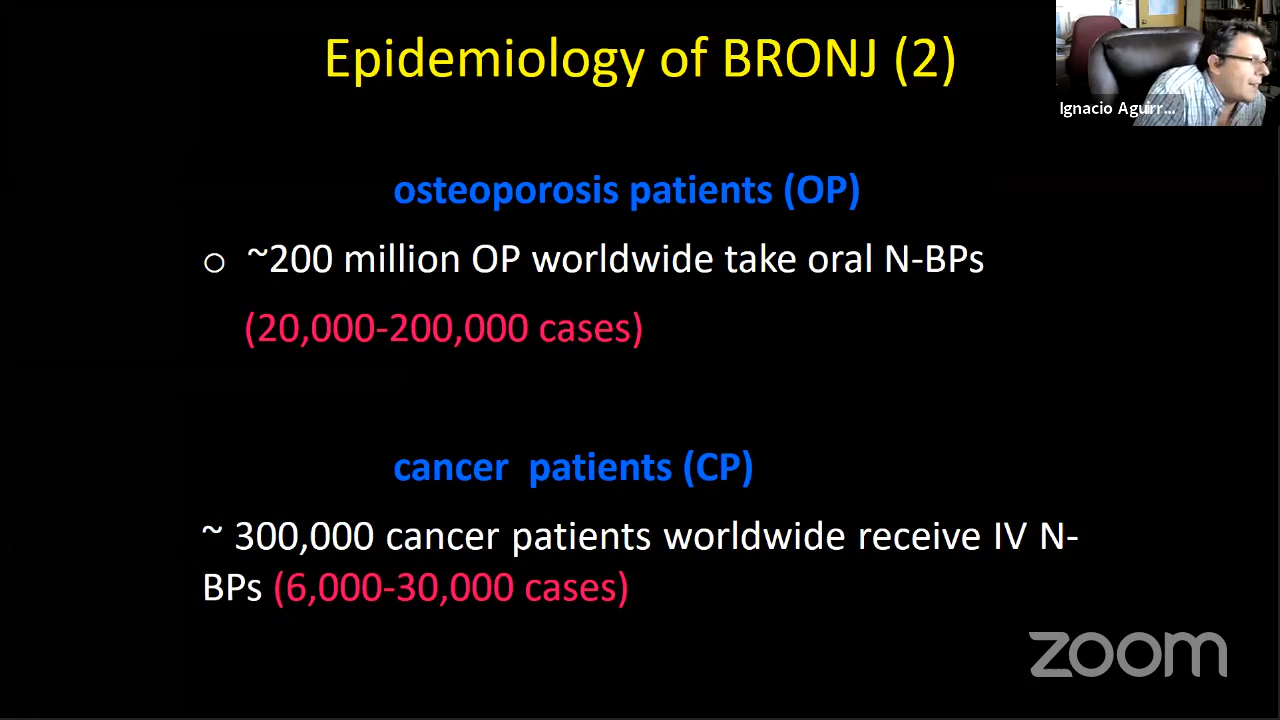 Epidemiology of BRONJ (2)
Ignacio Aguirr...
osteoporosis patients (OP)
o ~200 million OP worldwide take oral N-BPs
(20,000-200,000 cases)
cancer  patients (CP)
~ 300,000 cancer patients worldwide receive IV N-
BPs (6,000-30,000 cases)
zoom